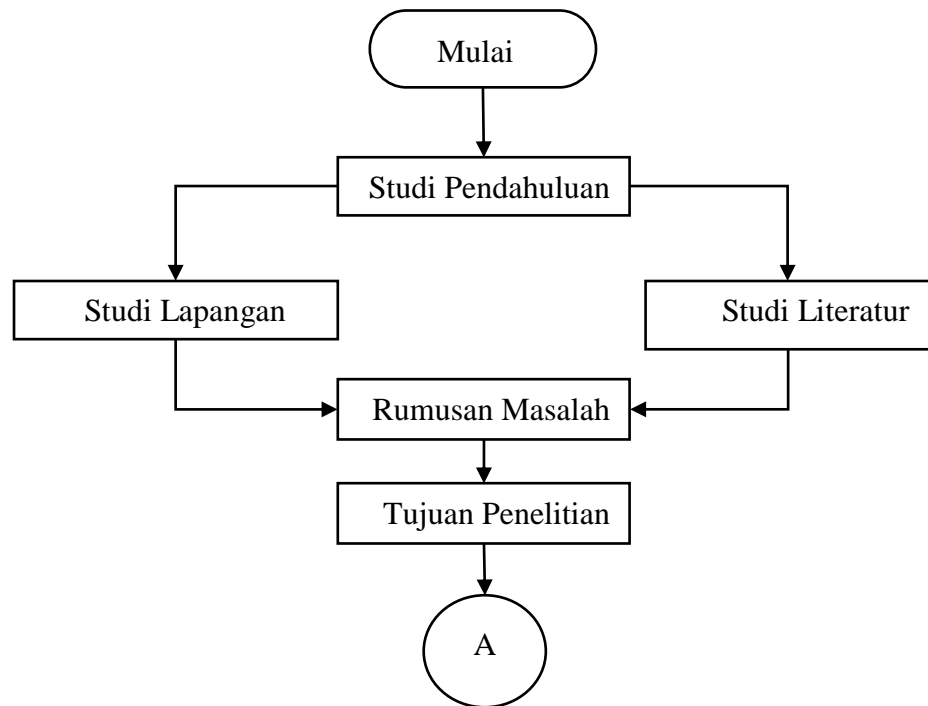 Mulai
Studi Pendahuluan
Studi Lapangan
Studi Literatur
Rumusan Masalah
Tujuan Penelitian
A